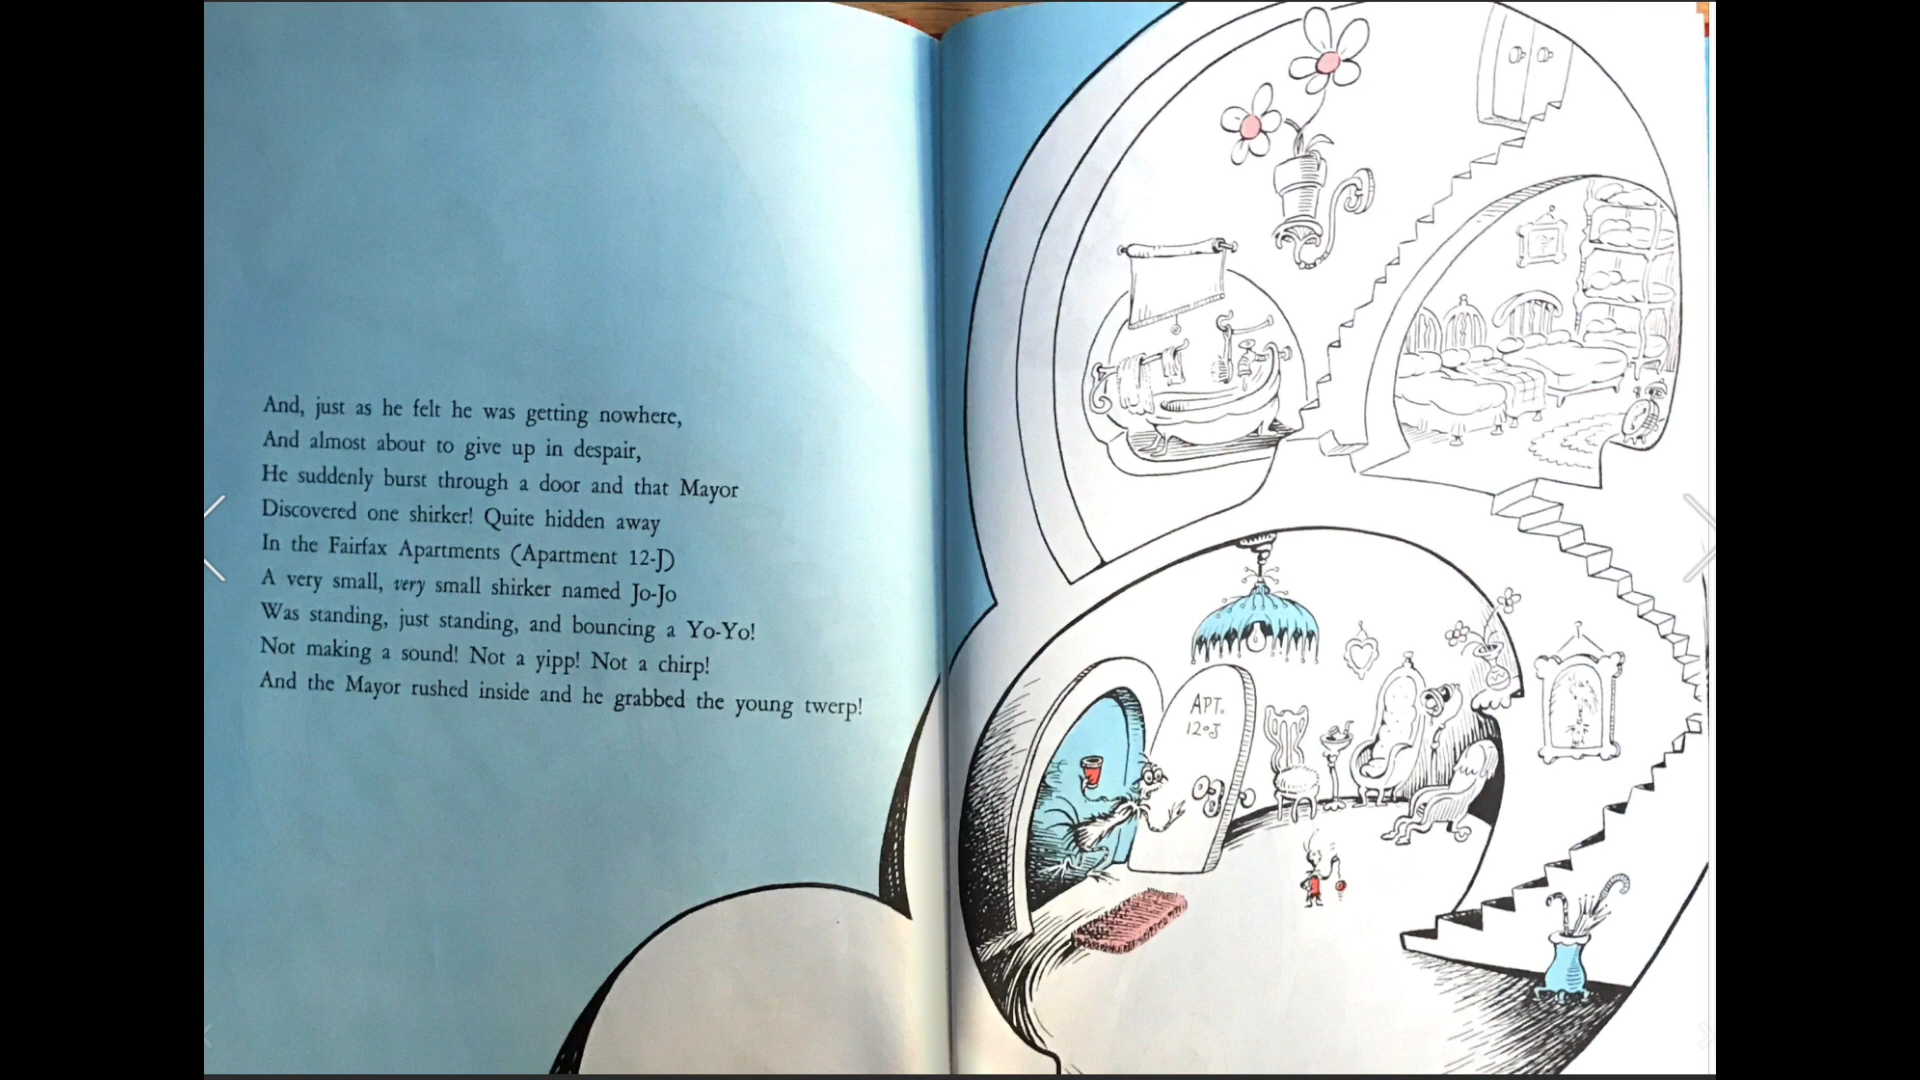 And, just as he felt he was getting nowhere,
And almost about to give up in despair,
He suddenly burst through a door and that Mayor
Discovered one shirker! Quite hidden away
In the Fairfax Apartments (Apartment 12-J)
A very small, very small shirker named Jo-Jo
Was standing, just standing, and bouncing a Yo-Yo!
Not making a sound! Not a yipp! Not a chirp!
And the Mayor rushed inside and he grabbed the young twerp!
APT.
12-J